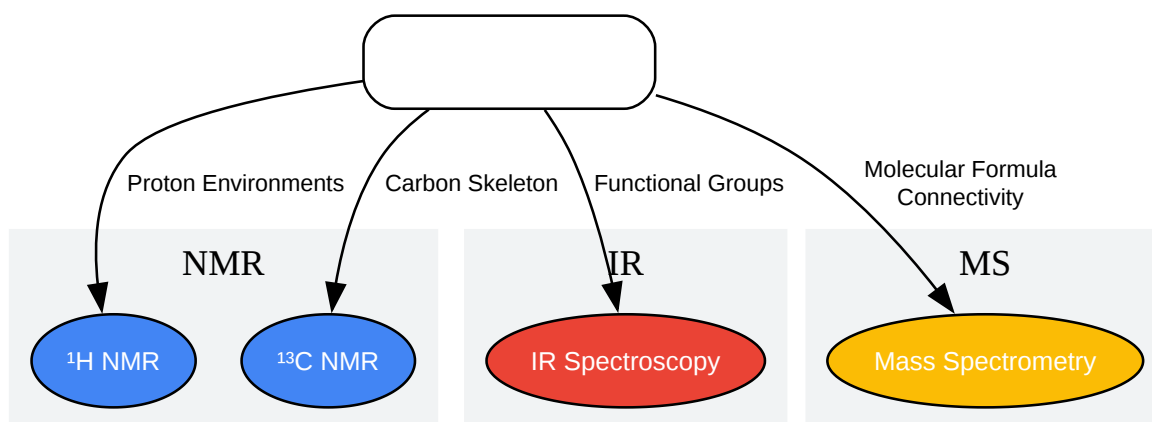 Proton Environments
Carbon Skeleton
Functional Groups
Molecular Formula
Connectivity
NMR
IR
MS
¹H NMR
¹³C NMR
IR Spectroscopy
Mass Spectrometry